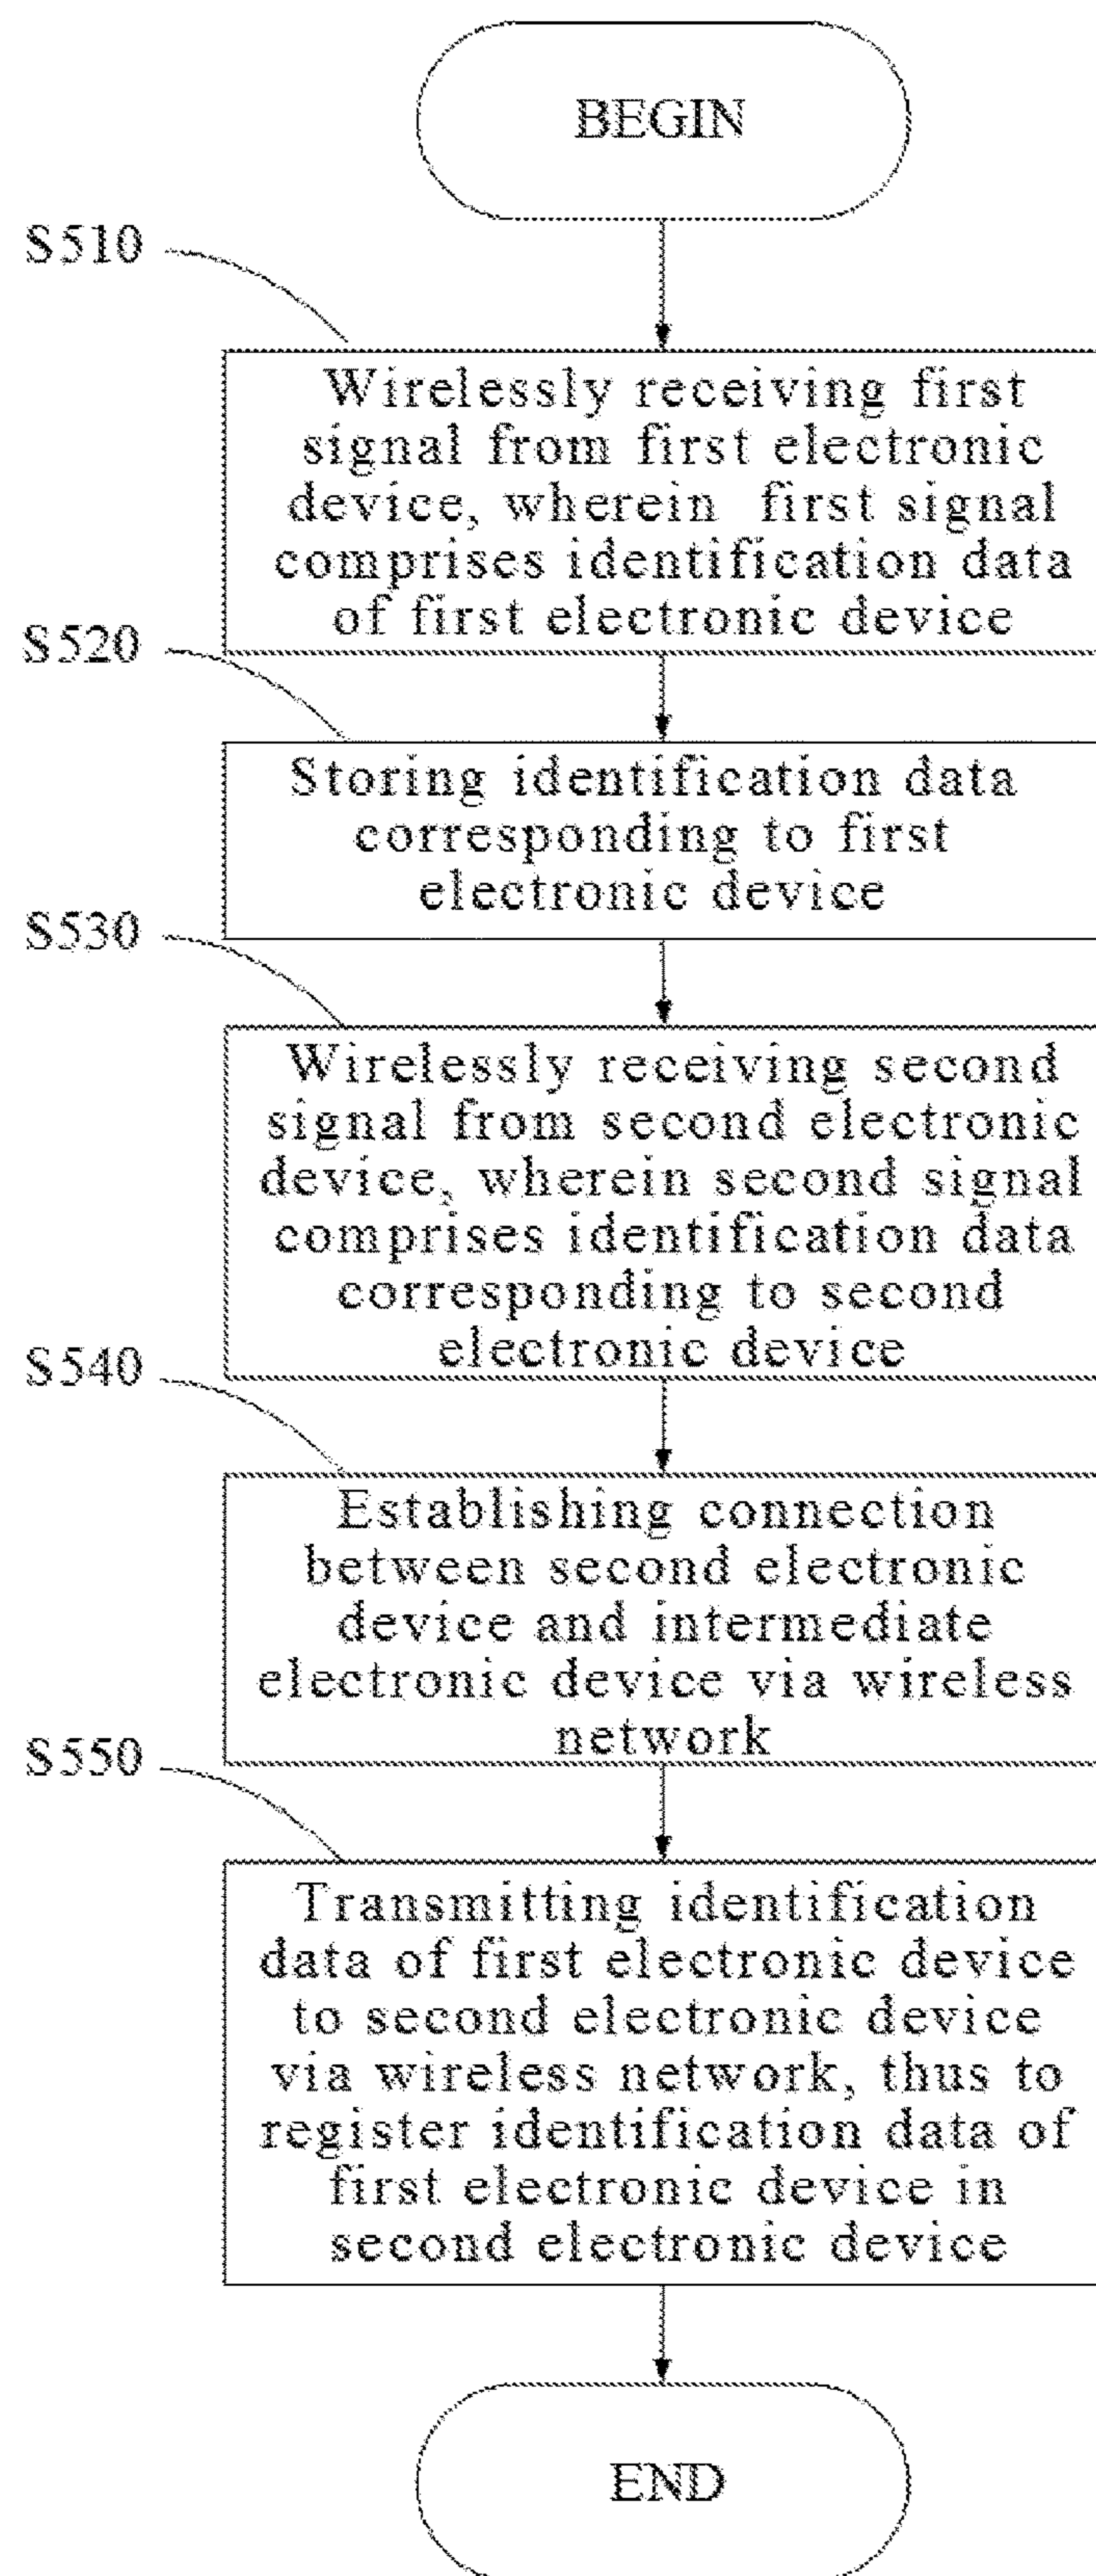 BEGIN
S510
Wirelessly receiving first
signal from first electronic
device, wherein first signal
comprises identification data
of first electronic device
S520
Storing identification data
corresponding to first
electronic device
S530
Wirelessly receiving second
signal from second electronic
device, wherein second signal
comprises identification data
corresponding to second
electronic device
S540
Establishing connection
between second electronic
device and intermediate
electronic device via wireless
network
S550
Transmitting identification
data of first electronic device
to second electronic device
via wireless network, thus to
register identification data of
first electronic device in
second electronic device
END